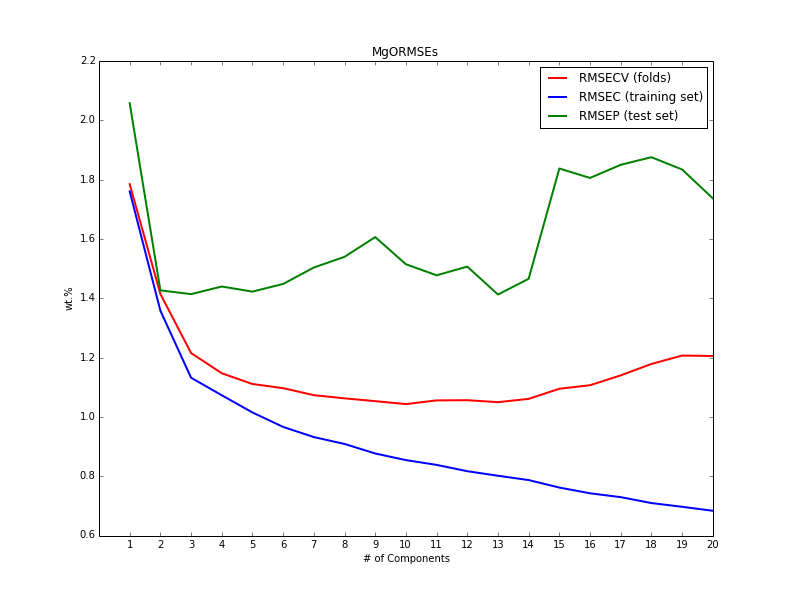 MgORMSEs
RMSECV (folds)
RMSEC (training set)
RMSEP (test set)
2.2
2.0
1.8
1.6
1.4
1.2
1.0
0.8
0.6
wt.%
1 2 3 4 5 6 7 8 9 10 11 12 13 14 15 16 17 18 19 20
# of Components